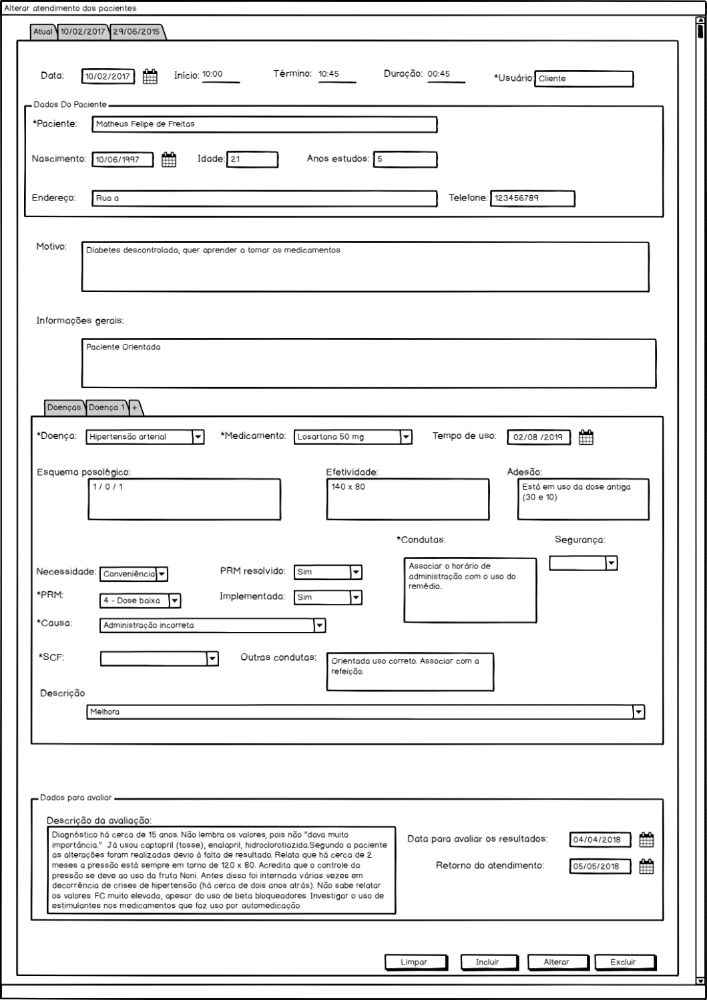 Alterar atendimento dos pacientes
Atual 10/02/2017 29/06/2015
Data: 10/02/2017 Início: 10:00 Término: 10:45 Duração: 00:45 *Usuário: Cliente
Dados Do Paciente
*Paciente: Matheus Felipe de Freitas
Nascimento: 10/06/1997 Idade: 21 Anos estudos: 5
Endereço: Rua a Telefone: 123456789
Motivo: Diabetes descontrolada; quer aprender a tomar os medicamentos
Informações gerais:
Paciente Orientada
Doenças Doença 1 +
*Doença: Hipertensão arterial *Medicamento: Losartana 50 mg Tempo de uso: 02/08 /2019
Esquema posológico: Efetividade: Adesão:
1 / 0 / 1 140 x 80 Está em uso da dose antiga
(30 e 10)
*Condutas: Segurança:
Associar o horário de
administração com o uso do
remédio..
Necessidade: Conveniência PRM resolvido: Sim
*PRM: 4 - Dose baixa Implementada: Sim
*Causa: Administração incorreta
*SCF: Outras condutas: Orientada uso correto. Associar com a
refeição.
Descrição
Melhora
Dados para avaliar
Descrição da avaliação:
Diagnóstico há cerca de 15 anos. Não lembra os valores, pois não "dava muito
importância." Já usou captopril (tosse), enalapril, hidroclorotiazida.Segundo a paciente
as alterações foram realizadas devio à falta de resultado. Relata que há cerca de 2
meses a pressão está sempre em torno de 120 x 80. Acredita que o controle da
pressão se deve ao uso da fruta Noni. Antes disso foi internada várias vezes em
decorrência de crises de hipertensão (há cerca de dois anos atrás). Não sabe relatar
os valores. FC muito elevada, apesar do uso de beta bloqueadores. Investigar o uso de
estimulantes nos medicamentos que faz uso por automedicação.
Data para avaliar os resultados: 04/04/2018
Retorno do atendimento: 05/05/2018
Limpar Incluir Alterar Excluir